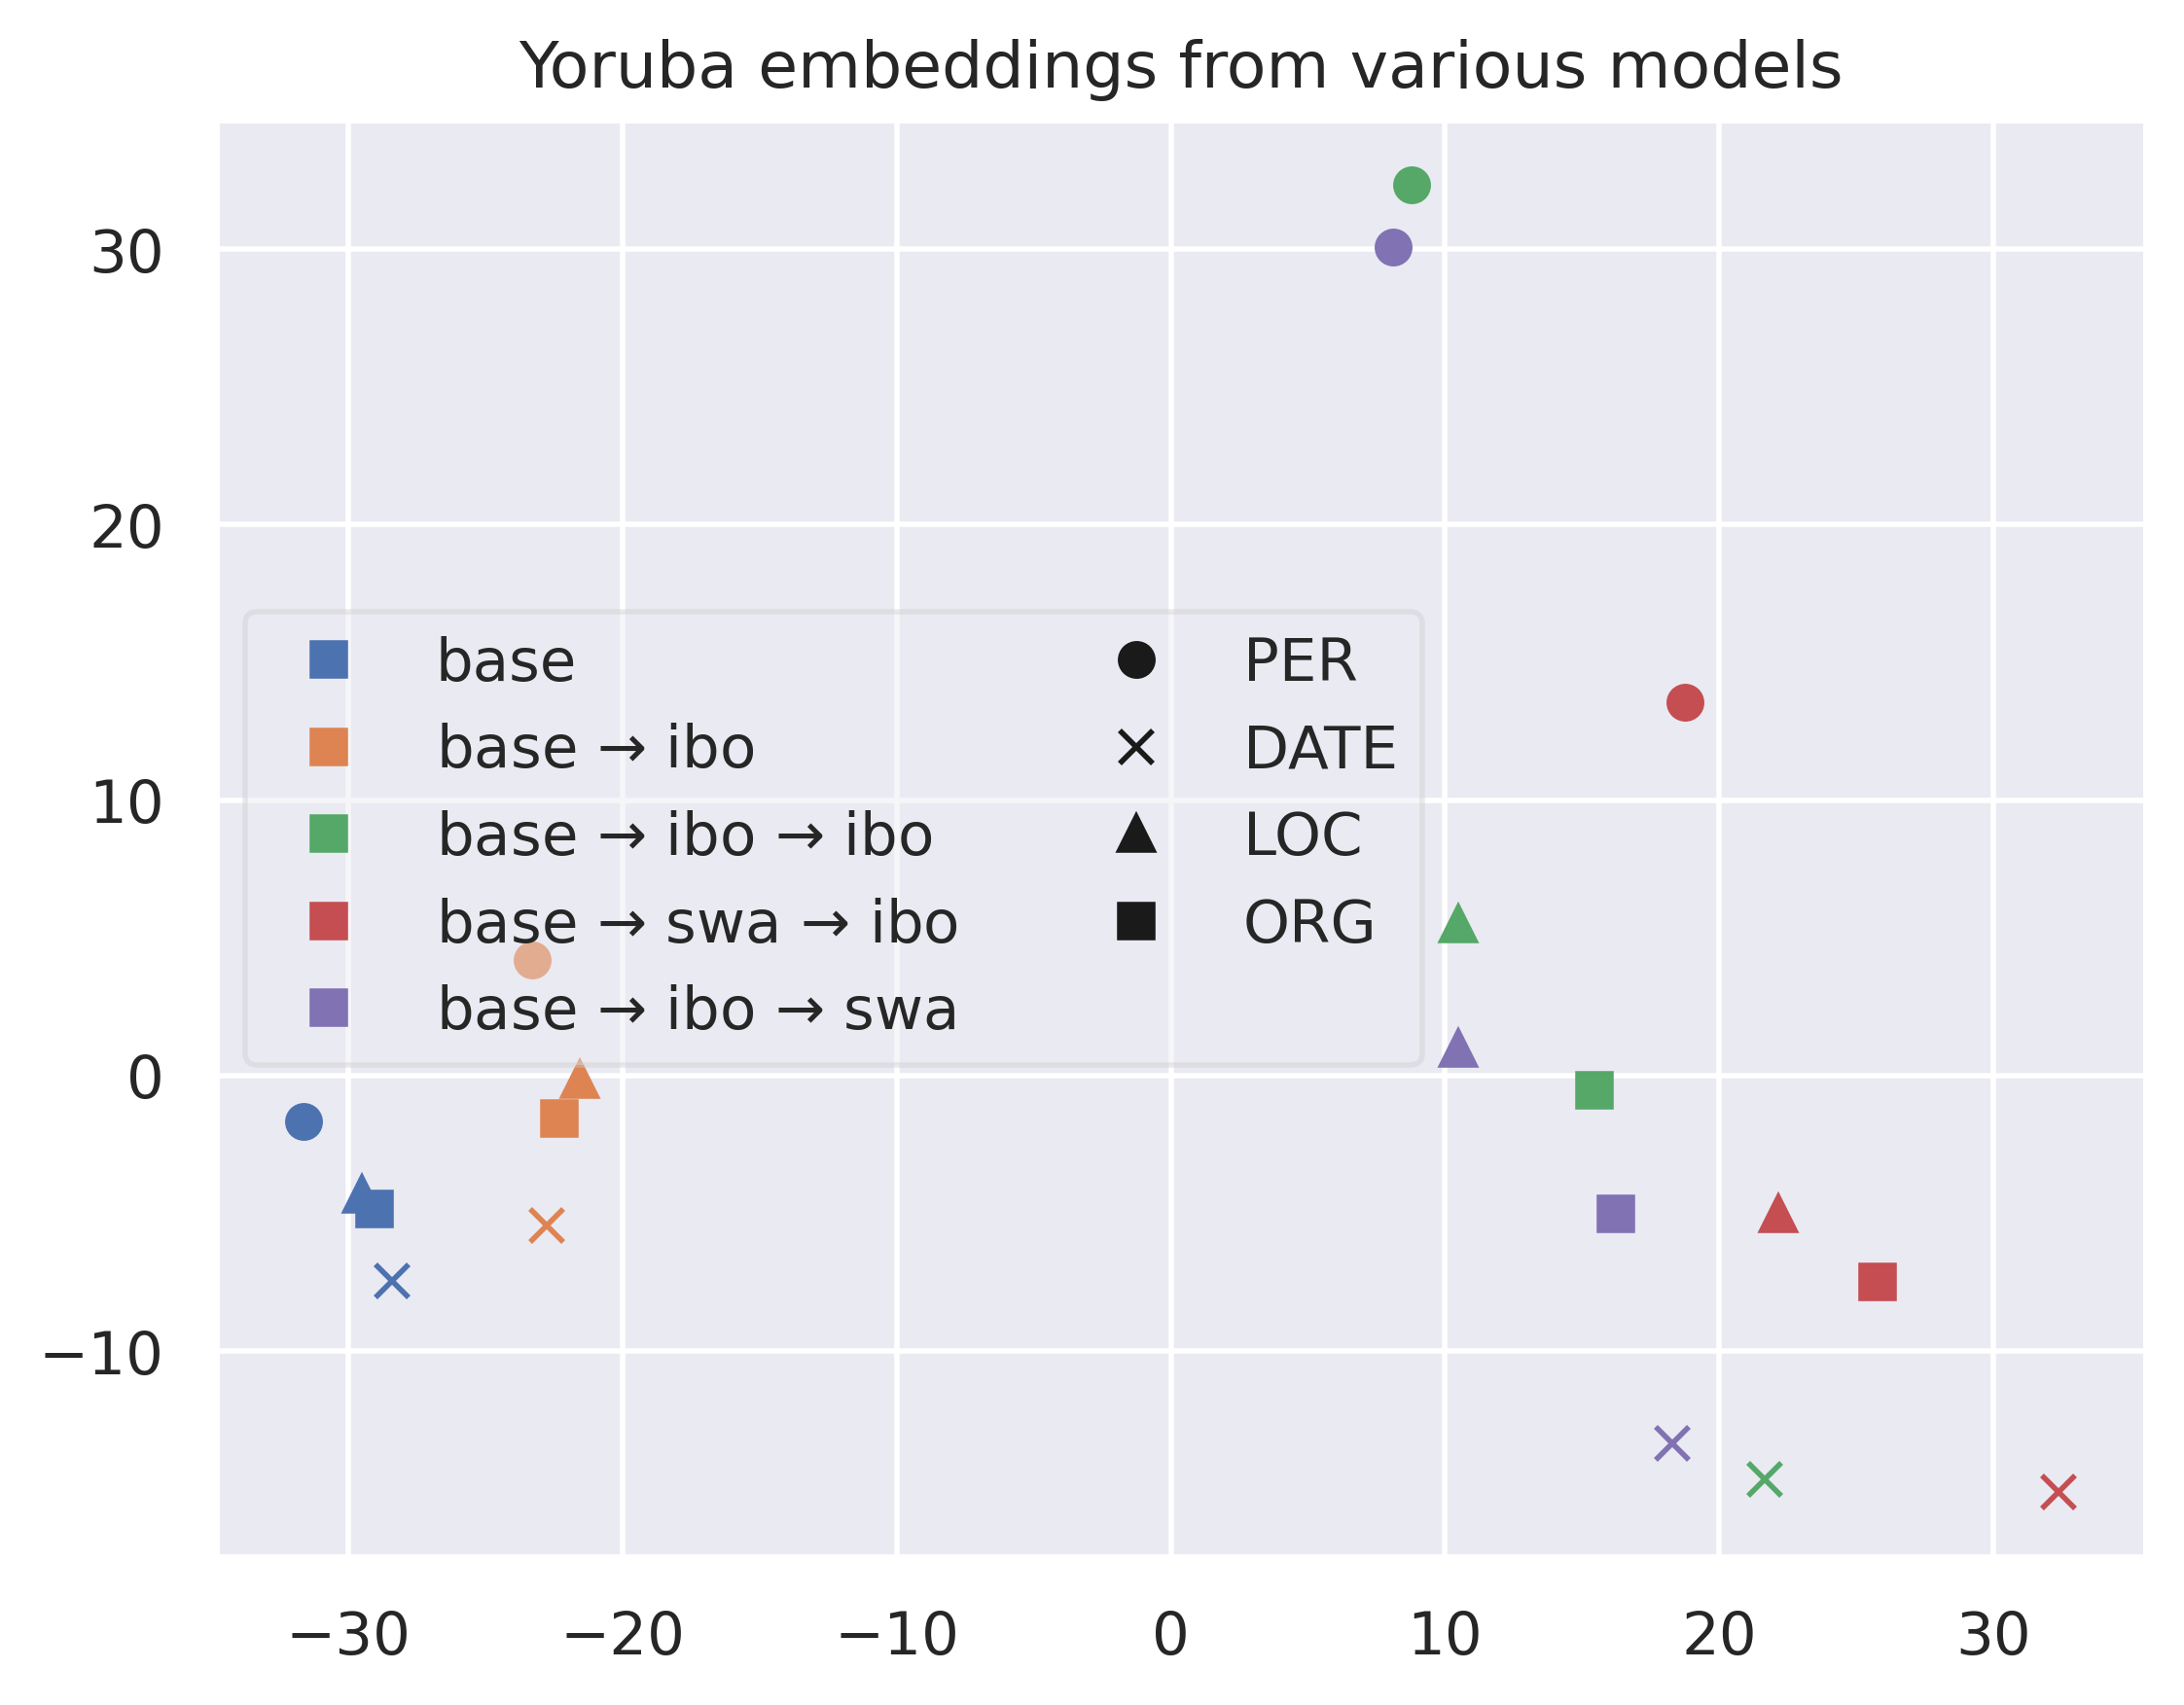 Yoruba embeddings from various models
30
20
10
0
−10
base
base → ibo
base → ibo → ibo
base → swa → ibo
base → ibo → swa
PER
DATE
LOC
ORG
−30 −20 −10 0 10 20 30